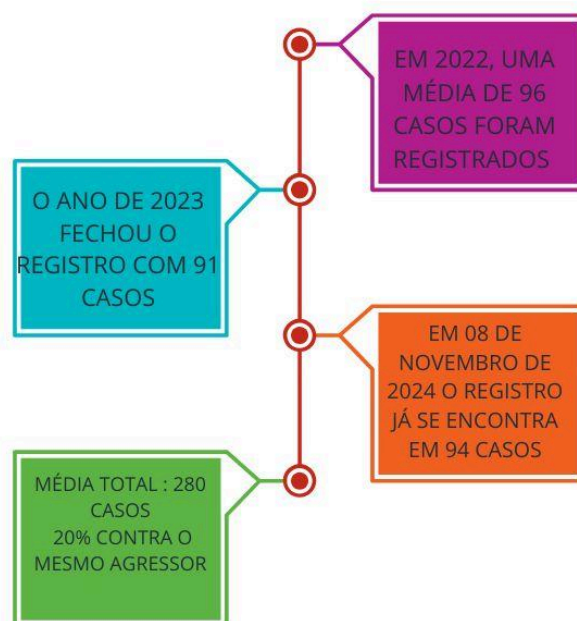 EM 2022, UMA
MÉDIA DE 96
CASOS FORAM
REGISTRADOS
O ANO DE 2023
FECHOU O
REGISTRO COM 91
CASOS
EM 08 DE
NOVEMBRO DE
2024 O REGISTRO
JÁ SE ENCONTRA
EM 94 CASOS
MÉDIA TOTAL : 280
CASOS
20% CONTRA O
MESMO AGRESSOR